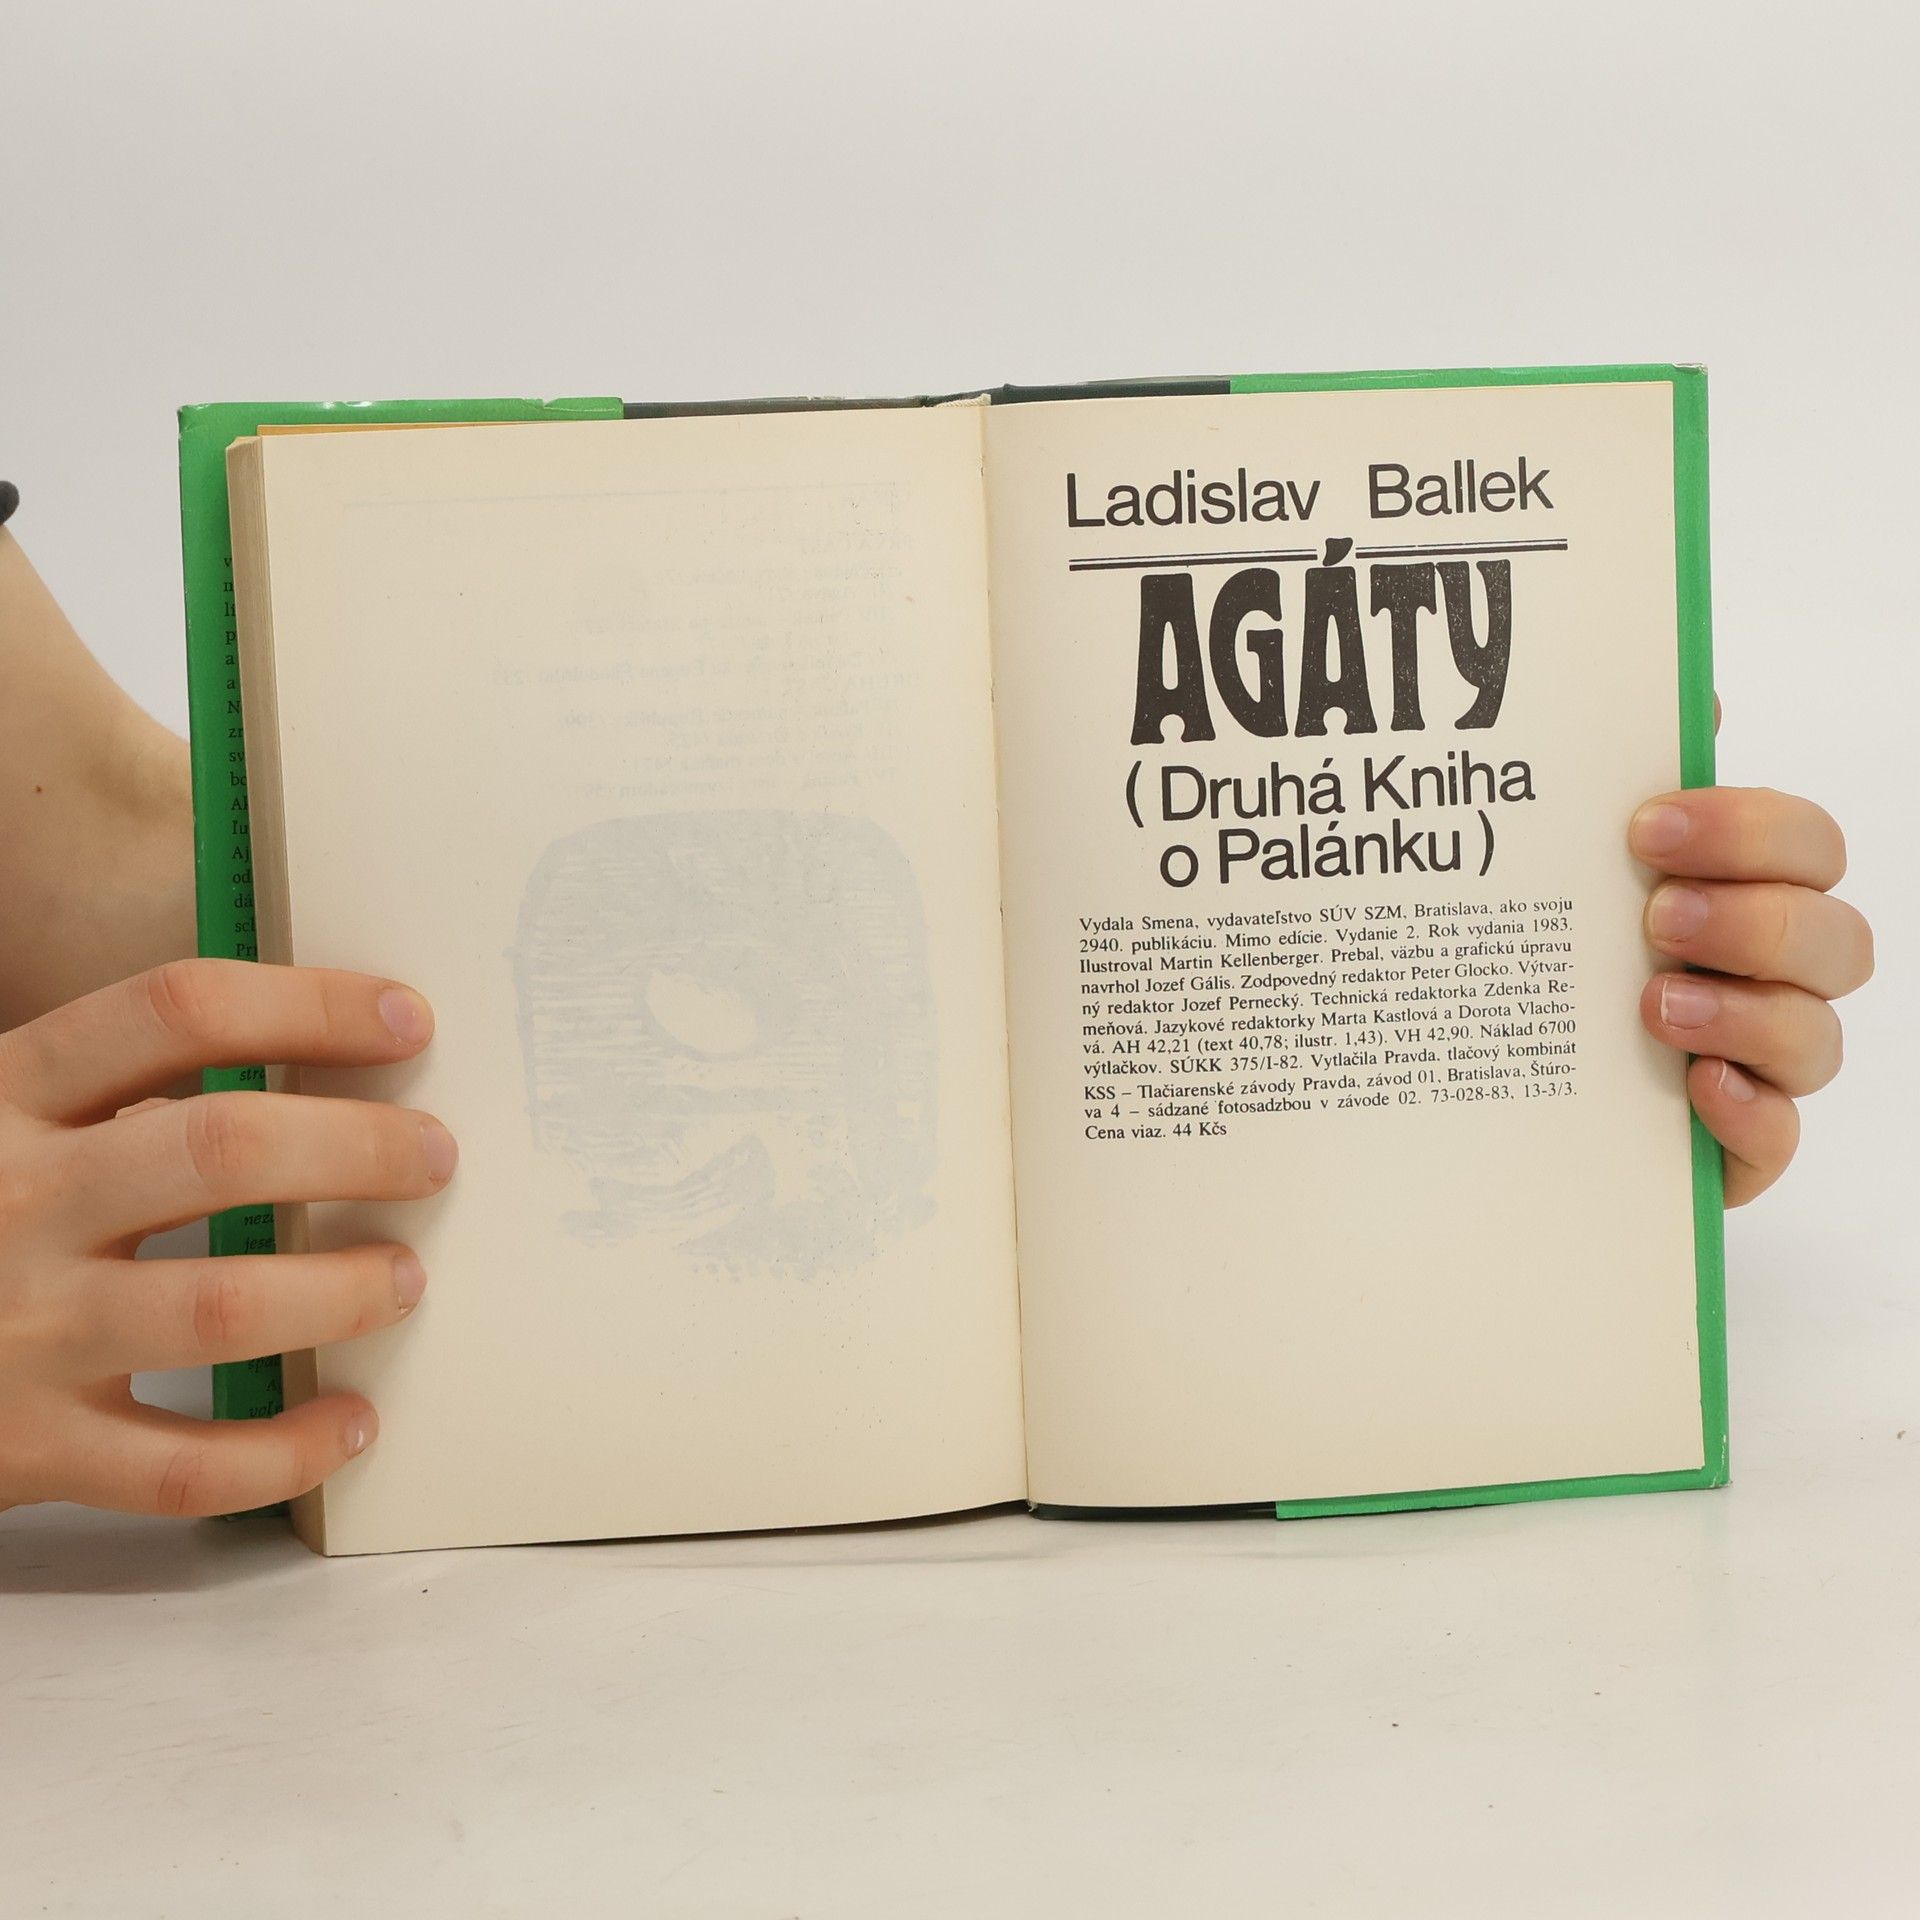 Ladislav Ballek
AGÁTY
(Druhá Kniha
o Palánku)
Vydala Smena, vydavateľstvo SÚV SZM, Bratislava, ako svoju
2940. publikáciu. Mimo edície. Vydanie 2. Rok vydania 1983.
Ilustroval Martin Kellenberger. Prebal, väzbu a grafickú úpravu
navrhol Jozef Gális. Zodpovedný redaktor Peter Glocko. Výtvar-
ný redaktor Jozef Pernecký. Technická redaktorka Zdenka Re-
meňová. Jazykové redaktorky Marta Kastlová a Dorota Vlacho-
vá. AH 42,21 (text 40,78; ilustr. 1,43). VH 42,90. Náklad 6700
výtlačkov. SÚKK 375/I-82. Vytlačila Pravda, tlačový kombinát
KSS – Tlačiarenské závody Pravda, závod 01, Bratislava, Štúro-
va 4 – sádzané fotosadzbou v závode 02. 73-028-83, 13-3/3.
Cena viaz. 44 Kčs